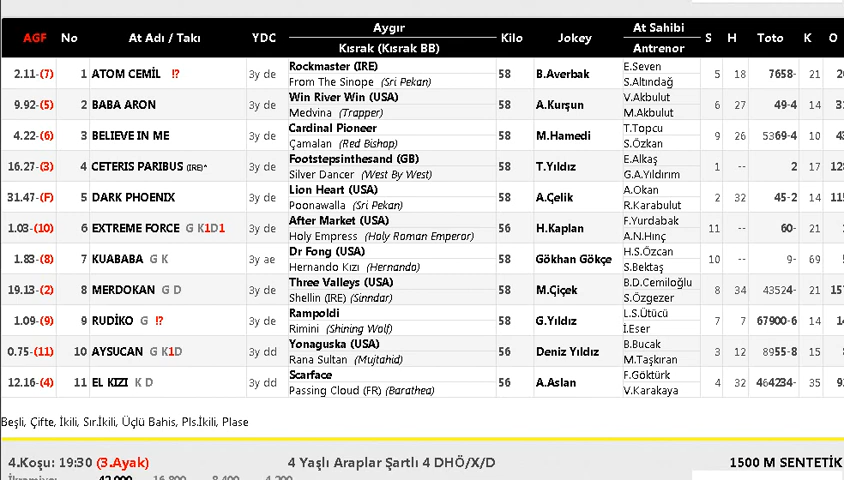 AGF No At Adı / Takı YDC Aygır Kısrak (Kısrak BB) Kilo Jokey At Sahibi Antrenor S H Toto K O
2.11-(7) 1 ATOM CEMİL !? 3y de Rockmaster (IRE) From The Sinope (Sri Pekan) 58 B.Averbak E.Seven S.Altındağ 5 18 7658- 21
9.92-(5) 2 BABA ARON 3y de Win River Win (USA) Medvina (Trapper) 58 A.Kurşun V.Akbulut M.Akbulut 6 27 49-4 14
4.22-(6) 3 BELIEVE IN ME 3y de Cardinal Pioneer Çamalan (Red Bishop) 58 M.Hamedi T.Topcu S.Özkan 9 26 5369-4 10
16.27-(3) 4 CETERIS PARIBUS (IRE)* 3y de Footstepsinthesand (GB) Silver Dancer (West By West) 58 T.Yıldız E.Alkaş G.A.Yıldırım 1 -- 2 17
31.47-(F) 5 DARK PHOENIX 3y de Lion Heart (USA) Poonawalla (Sri Pekan) 58 A.Çelik A.Okan R.Karabulut 2 32 45-2 14
1.03-(10) 6 EXTREME FORCE G K1D1 3y de After Market (USA) Holy Empress (Holy Roman Emperor) 56 H.Kaplan F.Yurdabak A.N.Hınç 11 -- 60- 21
1.83-(8) 7 KUABABA G K 3y ae Dr Fong (USA) Hernando Kızı (Hernando) 58 Gökhan Gökçe H.S.Özcan S.Bektaş 10 -- 9- 69
19.13-(2) 8 MERDOKAN G D 3y de Three Valleys (USA) Shellin (IRE) (Sinndar) 58 M.Çiçek B.D.Cemiloğlu S.Özgezer 8 34 43524- 21
1.09-(9) 9 RUDİKO G !? 3y de Rampoldi Rimini (Shining Wolf) 58 G.Yıldız L.S.Ütücü İ.Eser 7 7 67900-6 14
0.75-(11) 10 AYSUCAN G K1D 3y dd Yonaguska (USA) Rana Sultan (Mujtahid) 56 Deniz Yıldız B.Bucak M.Taşkıran 3 12 8955-8 15
12.16-(4) 11 EL KIZI K D 3y dd Scarface Passing Cloud (FR) (Barathea) 56 A.Aslan F.Göktürk V.Karakaya 4 32 464234- 35
Beşli, Çifte, İkili, Sır.İkili, Üçlü Bahis, Pls.İkili, Plase
4.Koşu: 19:30 (3.Ayak) 4 Yaşlı Araplar Şartlı 4 DHÖ/X/D 1500 M SENTETİK